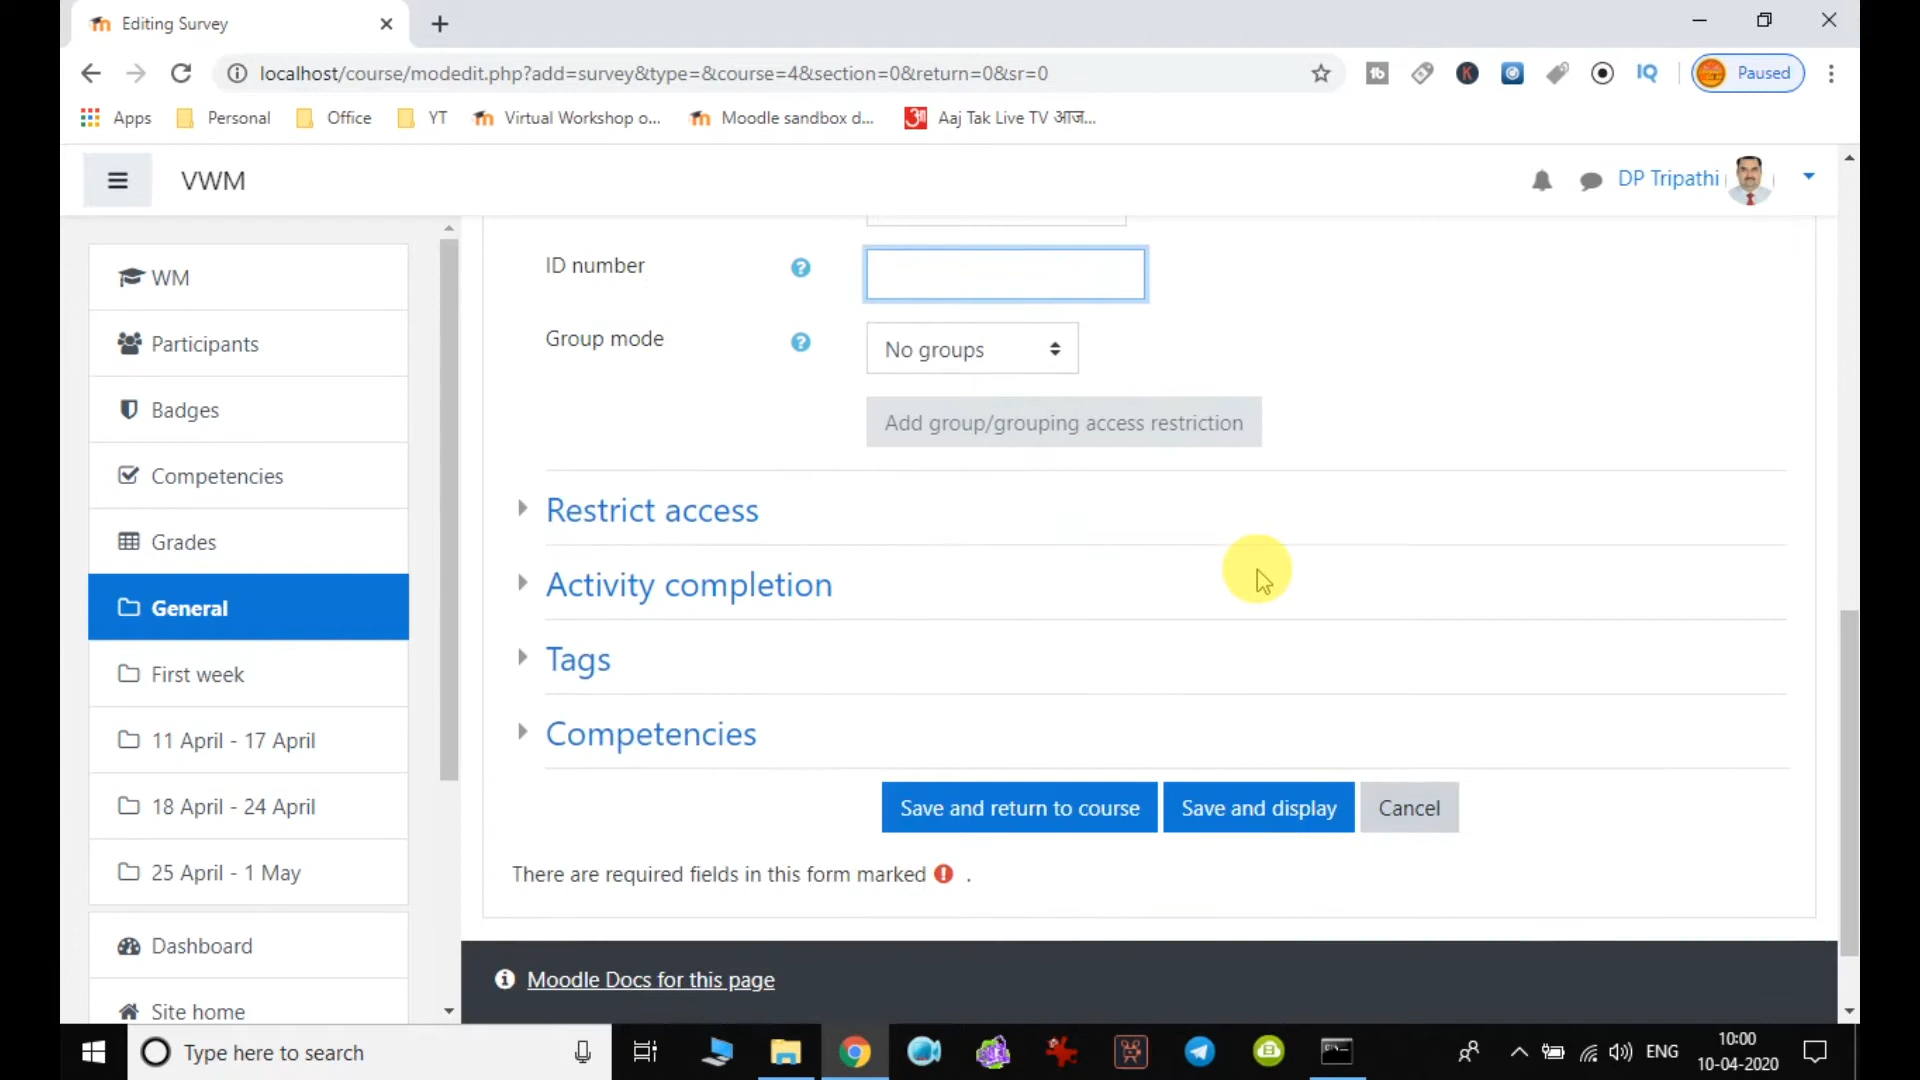 Editing Survey
localhost/course/modedit.php?add=survey&type=&course=4&section=0&return=0&sr=0
Paused
Apps Personal Office YT Virtual Workshop o... Moodle sandbox d... Aaj Tak Live TV आज...
VWM
DP Tripathi
WM
Participants
Badges
Competencies
Grades
General
First week
11 April - 17 April
18 April - 24 April
25 April - 1 May
Dashboard
Site home
ID number
Group mode
No groups
Add group/grouping access restriction
Restrict access
Activity completion
Tags
Competencies
Save and return to course Save and display Cancel
There are required fields in this form marked .
Moodle Docs for this page
Type here to search
ENG
10:00
10-04-2020